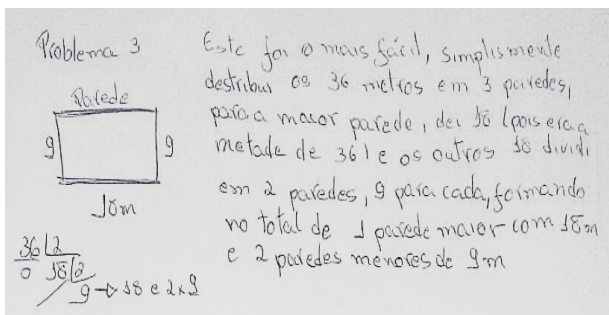 Problema 3
Este foi o mais fácil, simplismente
destribui os 36 metros em 3 paredes,
para a maior parede, dei 18 (pois era a
metade de 36) e os outros 18 dividi
em 2 paredes, 9 para cada, formando
no total de 1 parede maior com 18m
e 2 paredes menores de 9m
Parede
9
9
18m
36 2
0 18 2
9 → 18 e 2x9